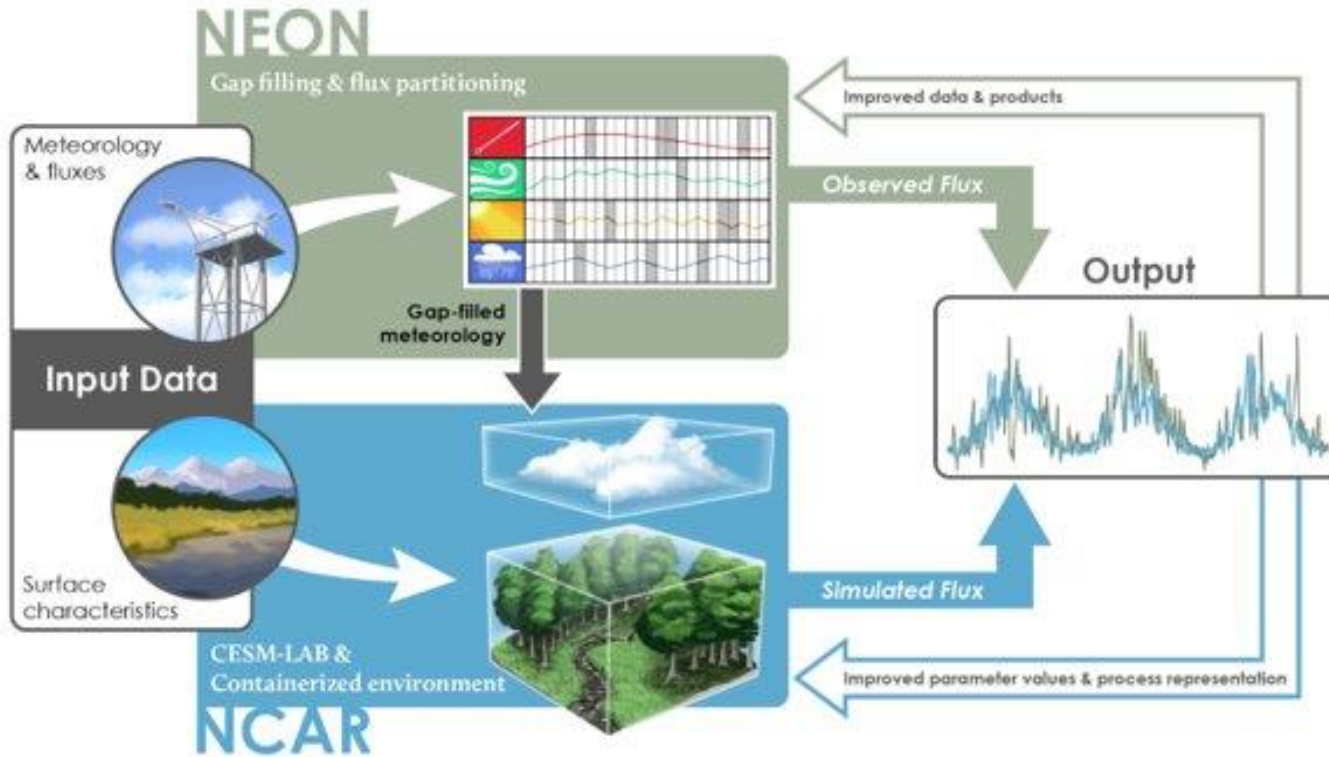 NEON
Gap filling & flux partitioning
Improved data & products
Meteorology
& fluxes
Observed Flux
Output
Gap-filled
meteorology
Input Data
Surface
characteristics
Simulated Flux
CESM-LAB &
Containerized environment
Improved parameter values & process representation
NCAR